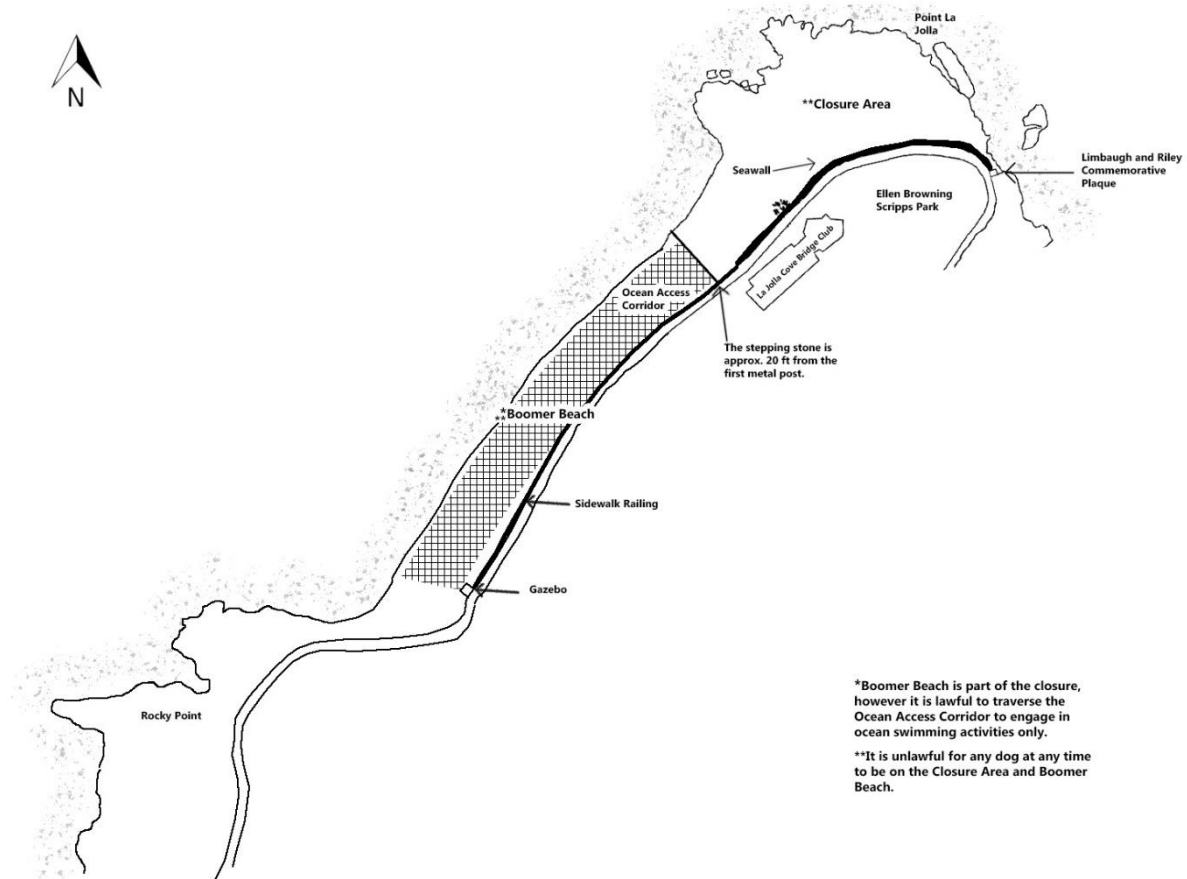 N
Point La
Jolla
**Closure Area
Seawall
Limbaugh and Riley
Commemorative
Plaque
Ellen Browning
Scripps Park
La Jolla Cove Bridge Club
Ocean Access
Corridor
The stepping stone is
approx. 20 ft from the
first metal post.
*Boomer Beach
**
Sidewalk Railing
Gazebo
Rocky Point
*Boomer Beach is part of the closure,
however it is lawful to traverse the
Ocean Access Corridor to engage in
ocean swimming activities only.
**It is unlawful for any dog at any time
to be on the Closure Area and Boomer
Beach.